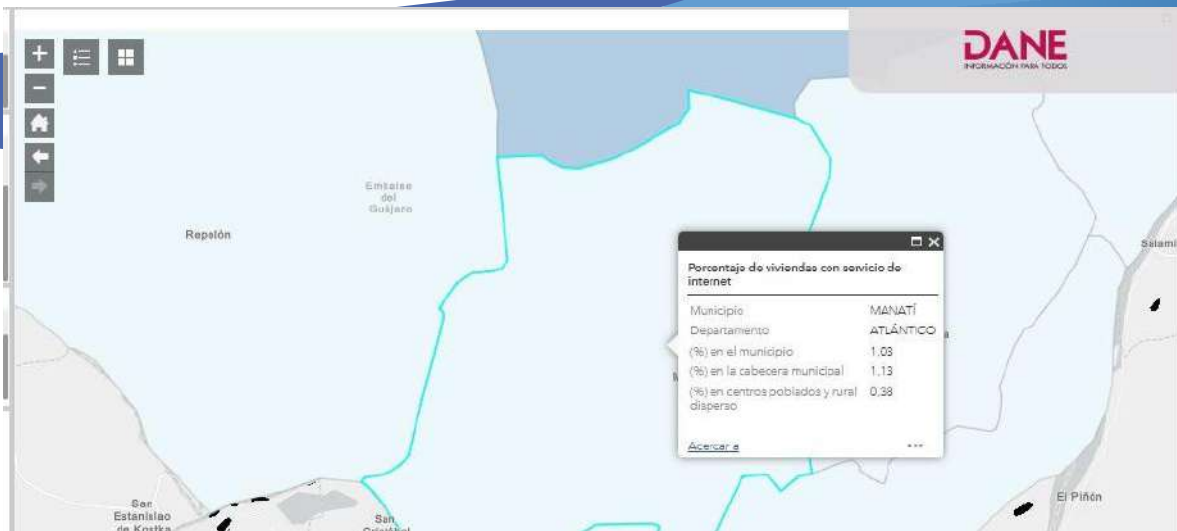 DANE
INFORMACIÓN PARA TODOS
Embalse
del
Guájaro
Repelón
Porcentaje de viviendas con servicio de
internet
Municipio MANATÍ
Departamento ATLÁNTICO
(%) en el municipio 1,03
(%) en la cabecera municipal 1,13
(%) en centros poblados y rural 0,38
disperso
Acercar a
San
Estanislao
de Kostka
San
El Piñón